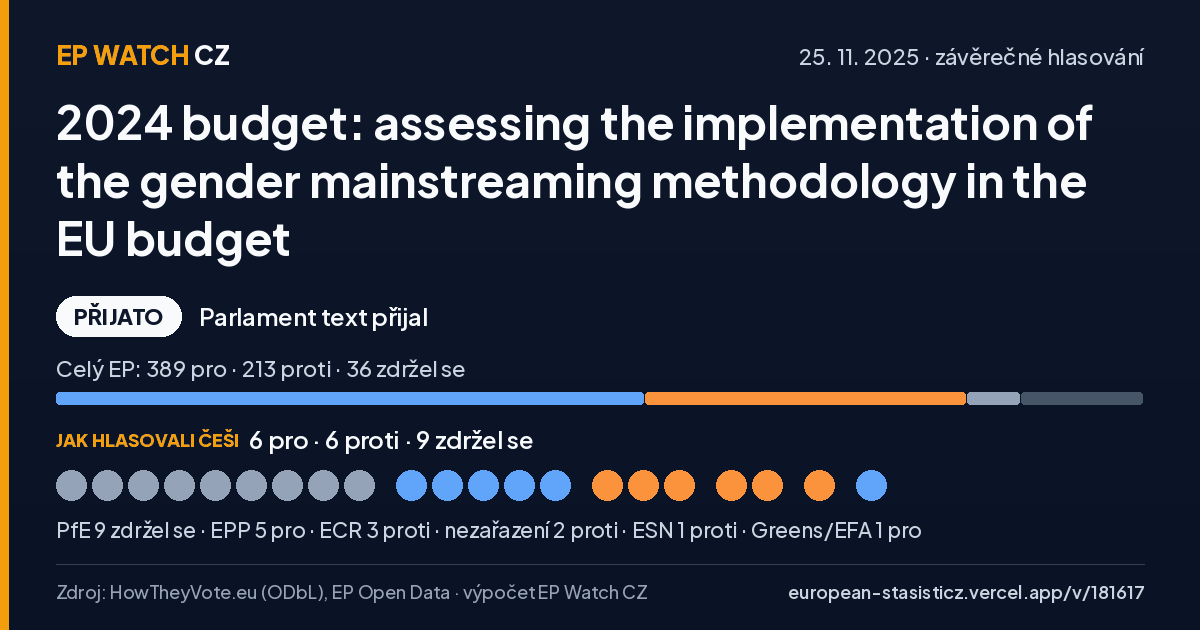 EP WATCH CZ
25. 11. 2025 · závěrečné hlasování
2024 budget: assessing the implementation of
the gender mainstreaming methodology in the
EU budget
PŘIJATO Parlament text přijal
Celý EP: 389 pro · 213 proti · 36 zdržel se
JAK HLASOVALI ČEŠI 6 pro · 6 proti · 9 zdržel se
PfE 9 zdržel se · EPP 5 pro · ECR 3 proti · nezařazení 2 proti · ESN 1 proti · Greens/EFA 1 pro
Zdroj: HowTheyVote.eu (ODbL), EP Open Data · výpočet EP Watch CZ
european-stasisticz.vercel.app/v/181617